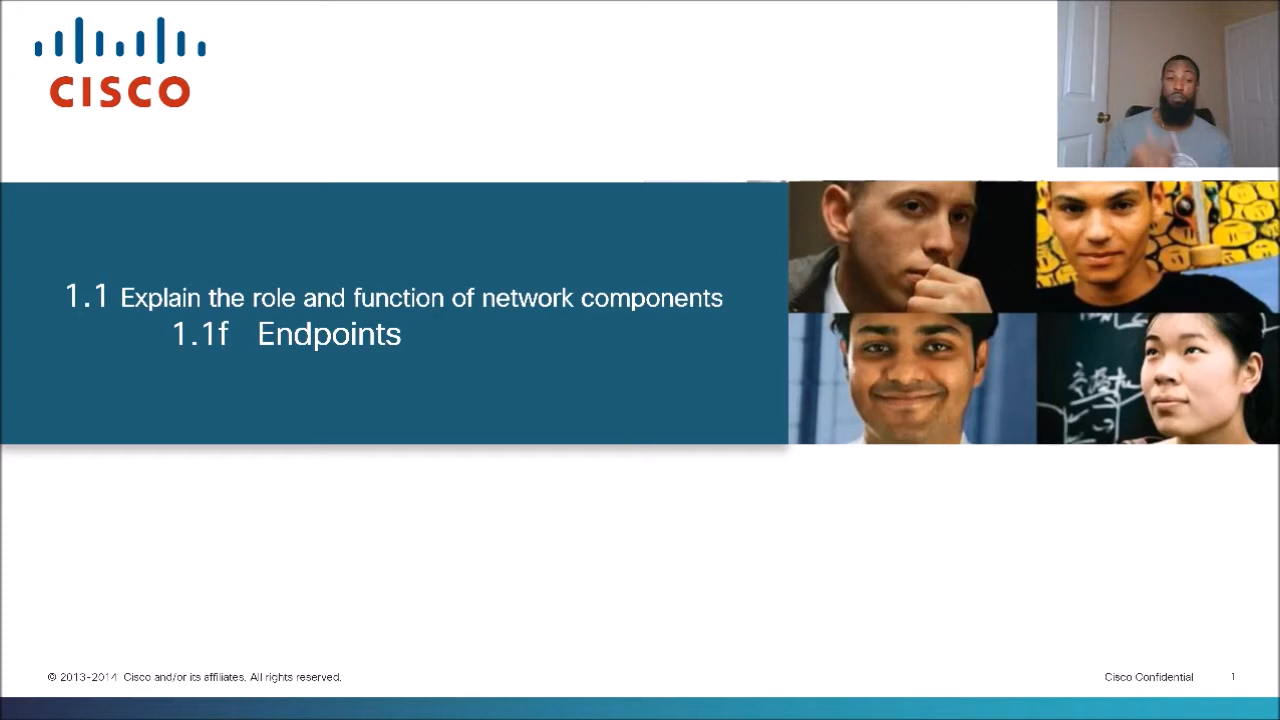 CISCO
1.1 Explain the role and function of network components
1.1f Endpoints
© 2013-2014 Cisco and/or its affiliates. All rights reserved.
Cisco Confidential
1